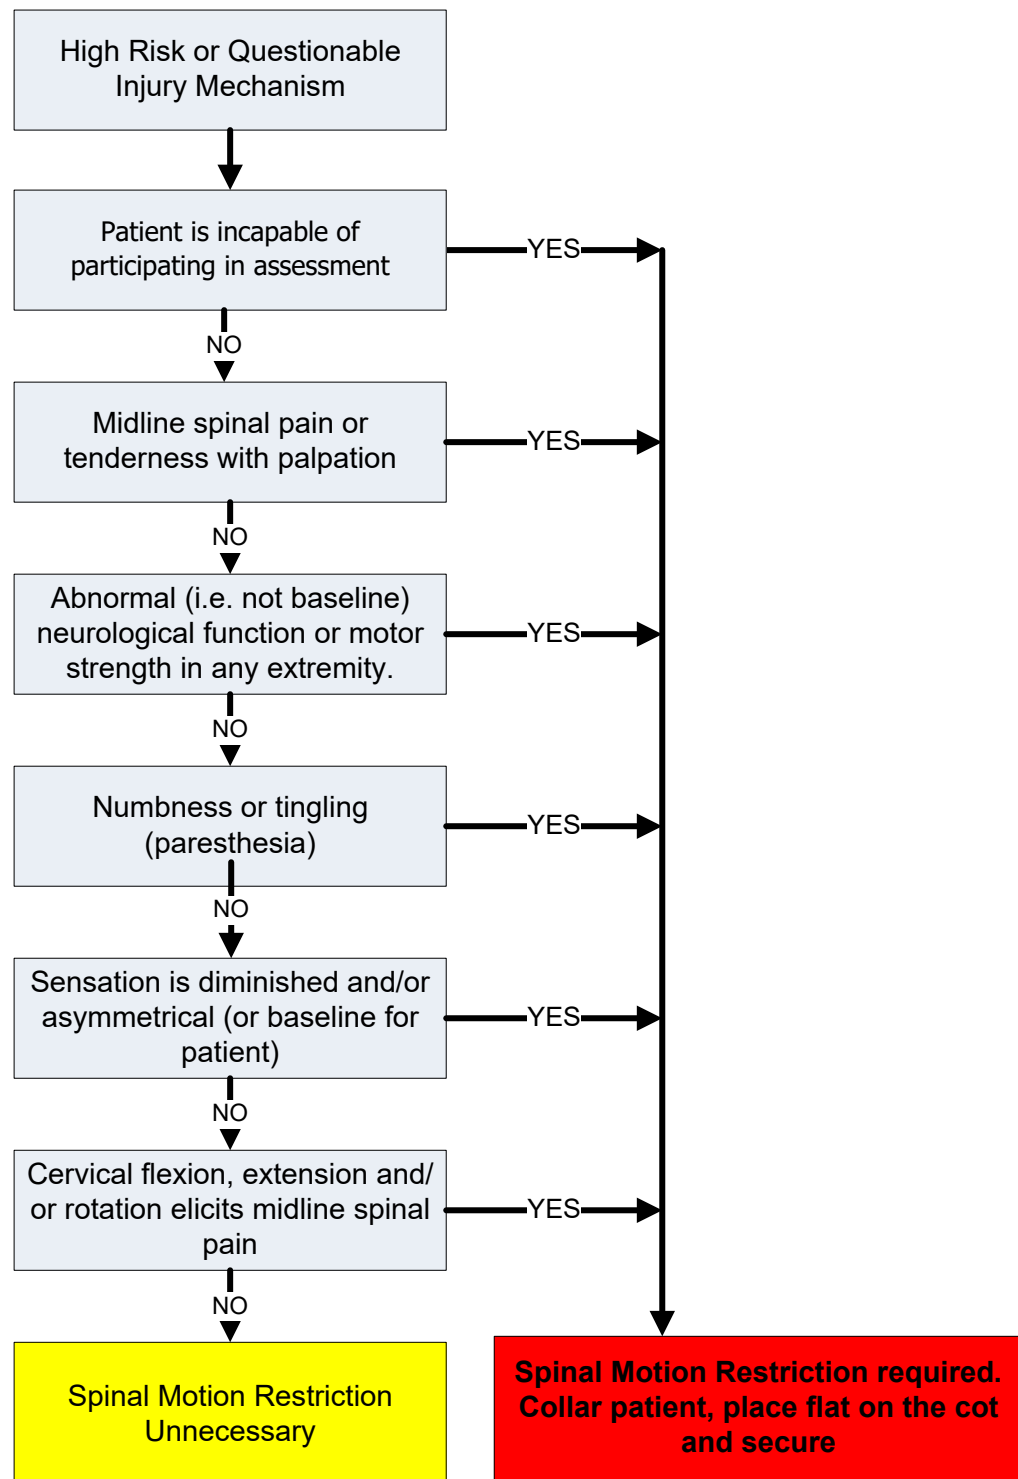 High Risk or Questionable
Injury Mechanism
Patient is incapable of
participating in assessment
YES
NO
Midline spinal pain or
tenderness with palpation
YES
NO
Abnormal (i.e. not baseline)
neurological function or motor
strength in any extremity.
YES
NO
Numbness or tingling
(paresthesia)
YES
NO
Sensation is diminished and/or
asymmetrical (or baseline for
patient)
YES
NO
Cervical flexion, extension and/
or rotation elicits midline spinal
pain
YES
NO
Spinal Motion Restriction
Unnecessary
Spinal Motion Restriction required.
Collar patient, place flat on the cot
and secure